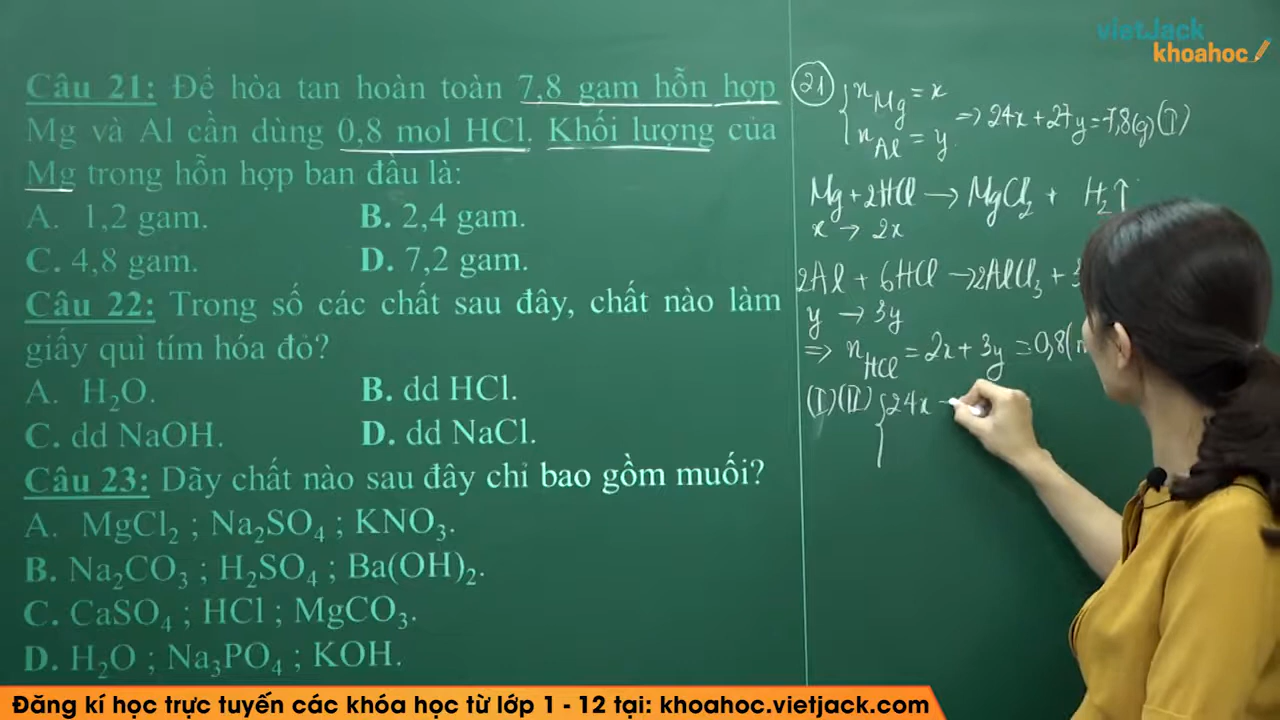 vietJack
khoahoc
Câu 21: Để hòa tan hoàn toàn 7,8 gam hỗn hợp
Mg và Al cần dùng 0,8 mol HCl. Khối lượng của
Mg trong hỗn hợp ban đầu là:
A. 1,2 gam. B. 2,4 gam.
C. 4,8 gam. D. 7,2 gam.
Câu 22: Trong số các chất sau đây, chất nào làm
giấy quì tím hóa đỏ?
A. H₂O. B. dd HCl.
C. dd NaOH. D. dd NaCl.
Câu 23: Dãy chất nào sau đây chỉ bao gồm muối?
A. MgCl₂ ; Na₂SO₄ ; KNO₃.
B. Na₂CO₃ ; H₂SO₄ ; Ba(OH)₂.
C. CaSO₄ ; HCl ; MgCO₃.
D. H₂O ; Na₃PO₄ ; KOH.
21 { n Mg = x
n Al = y
=> 24x + 27y = 7,8(g) (I)
Mg + 2HCl → MgCl₂ + H₂↑
x → 2x
2Al + 6HCl → 2AlCl₃ + 3
y → 3y
=> n HCl = 2x + 3y = 0,8(
(I)(II) { 24x
Đăng kí học trực tuyến các khóa học từ lớp 1 - 12 tại: khoahoc.vietjack.com